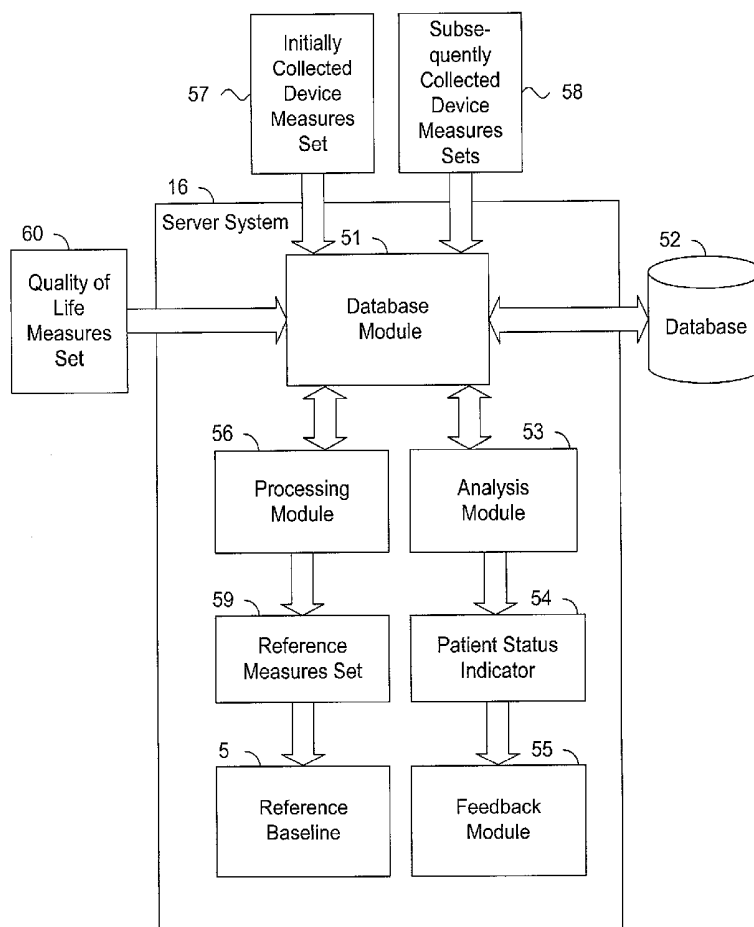 57
Initially
Collected
Device
Measures
Set
Subse-
quently
Collected
Device
Measures
Sets
58
16
Server System
60
Quality of
Life
Measures
Set
51
Database
Module
52
Database
56
Processing
Module
53
Analysis
Module
59
Reference
Measures Set
54
Patient Status
Indicator
5
Reference
Baseline
55
Feedback
Module